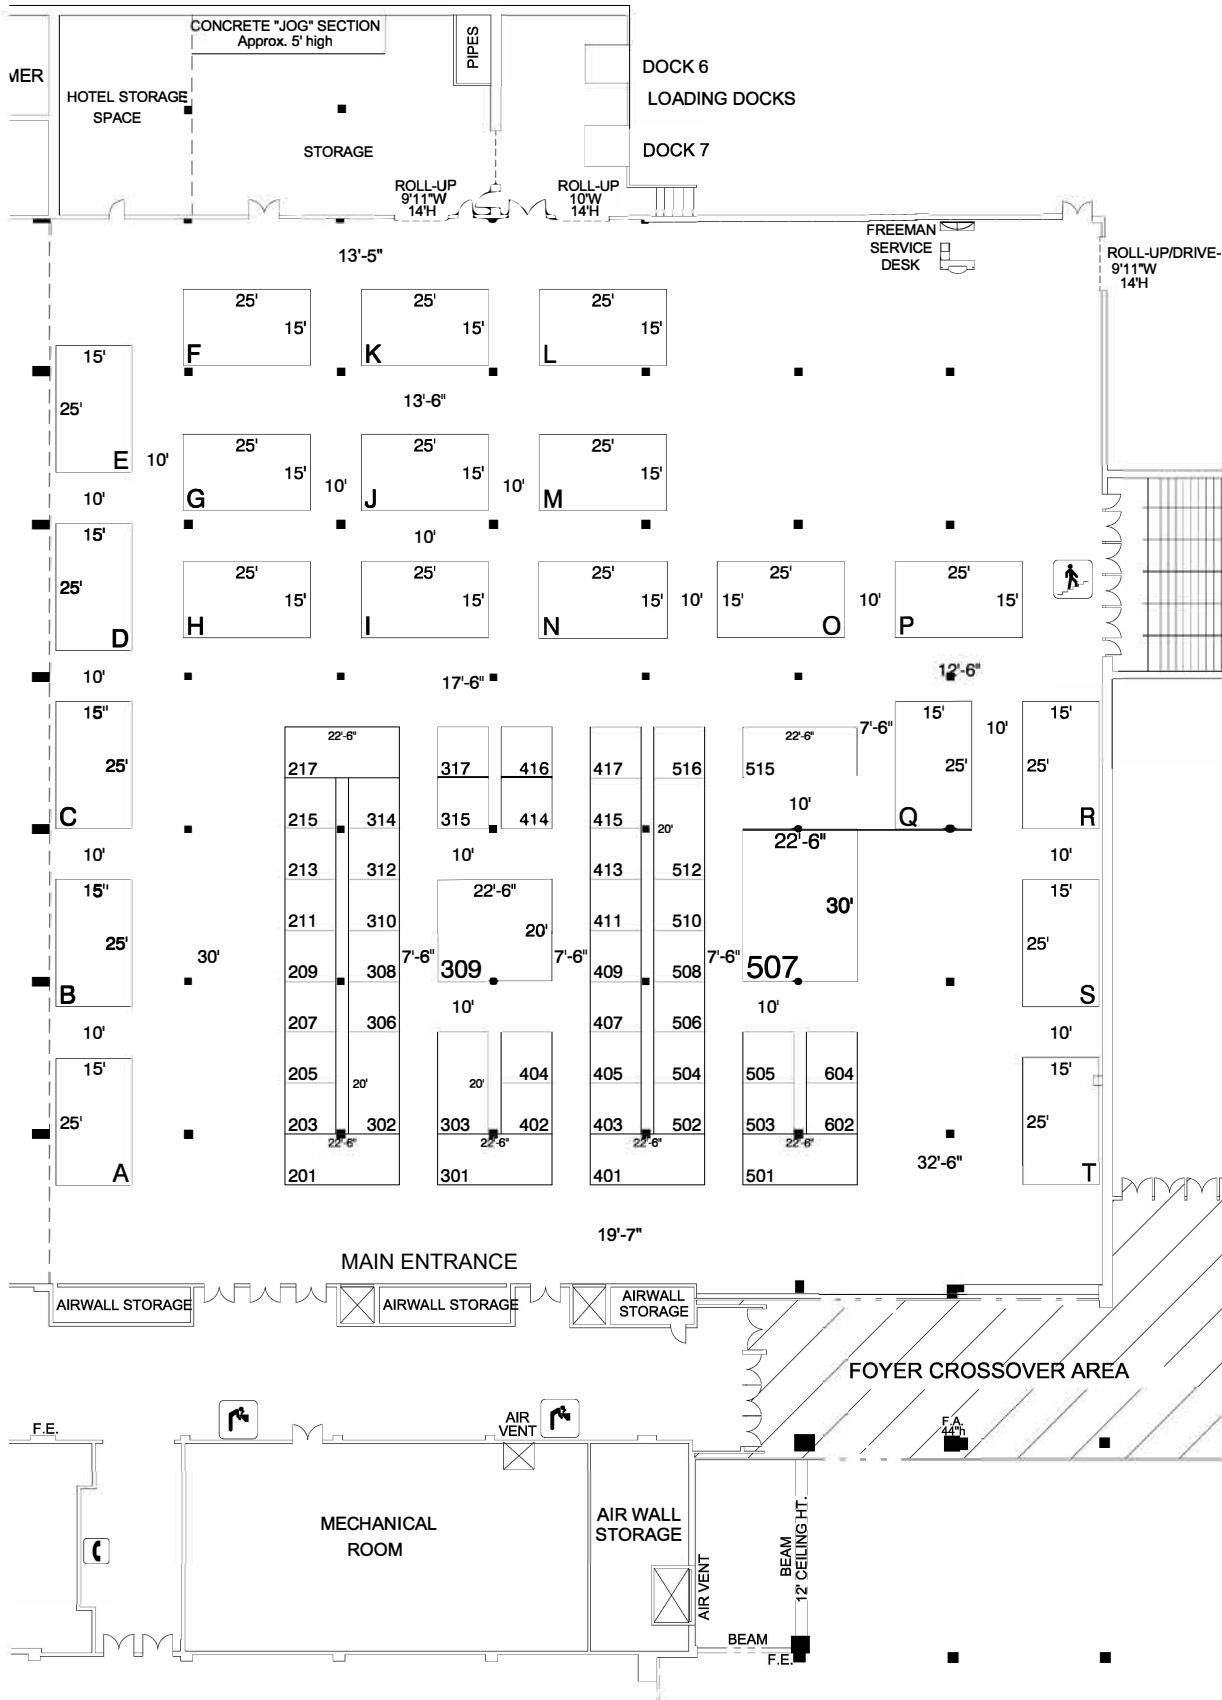 CONCRETE "JOG" SECTION
Approx. 5' high
PIPES
DOCK 6
LOADING DOCKS
DOCK 7
HOTEL STORAGE
SPACE
STORAGE
ROLL-UP
9'11"W
14'H
ROLL-UP
10'W
14'H
FREEMAN
SERVICE
DESK
ROLL-UP/DRIVE-
9'11"W
14'H
13'-5"
25' 25' 25'
15' 15' 15'
F K L
15'
25'
E
13'-6"
25' 25' 25'
15' 15' 15'
G J M
10' 10' 10'
10'
10'
15'
25'
D
25' 25' 25' 25' 25'
15' 15' 15' 15' 15'
H I N O P
10' 10'
10'
17'-6"
12'-6"
15"
25'
C
22'-6"
217
317 416
417 516
22'-6"
515
7'-6"
15'
25'
Q
10'
15'
25'
R
215 314
315 414
415 20'
10'
22'-6"
10'
213 312
10'
413 512
10'
15"
25'
B
211 310
22'-6"
20'
309
411 510
30'
507
15'
25'
S
30'
209 308
7'-6" 7'-6" 7'-6"
409 508
10'
207 306
10'
407 506
10'
10'
15'
25'
A
205 20'
20' 404
405 504
505 604
15'
25'
T
203 302
303 402
403 502
503 602
22'-6" 22'-6" 22'-6" 22'-6"
201 301 401 501
32'-6"
19'-7"
MAIN ENTRANCE
AIRWALL STORAGE
AIRWALL STORAGE
AIRWALL
STORAGE
FOYER CROSSOVER AREA
F.E.
AIR
VENT
F.A.
44"h
MECHANICAL
ROOM
AIR WALL
STORAGE
AIR VENT
BEAM
12' CEILING HT.
BEAM
F.E.